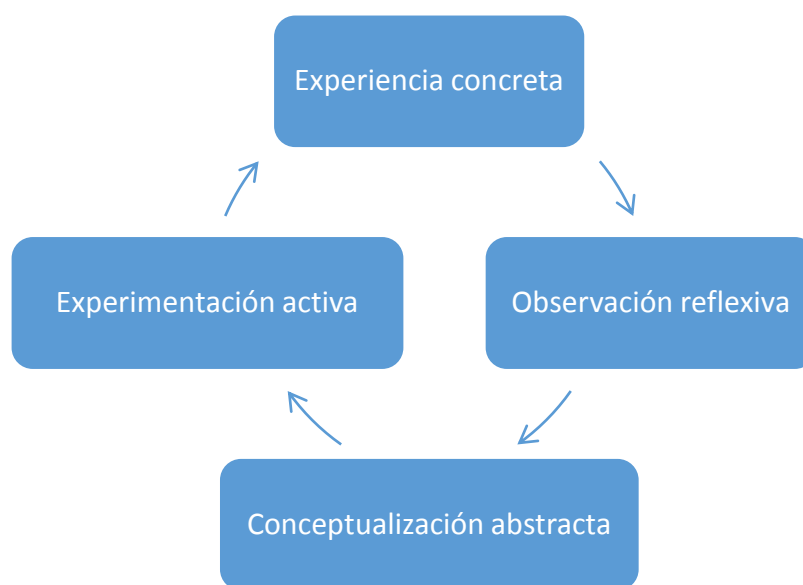 Experiencia concreta
Experimentación activa
Observación reflexiva
Conceptualización abstracta